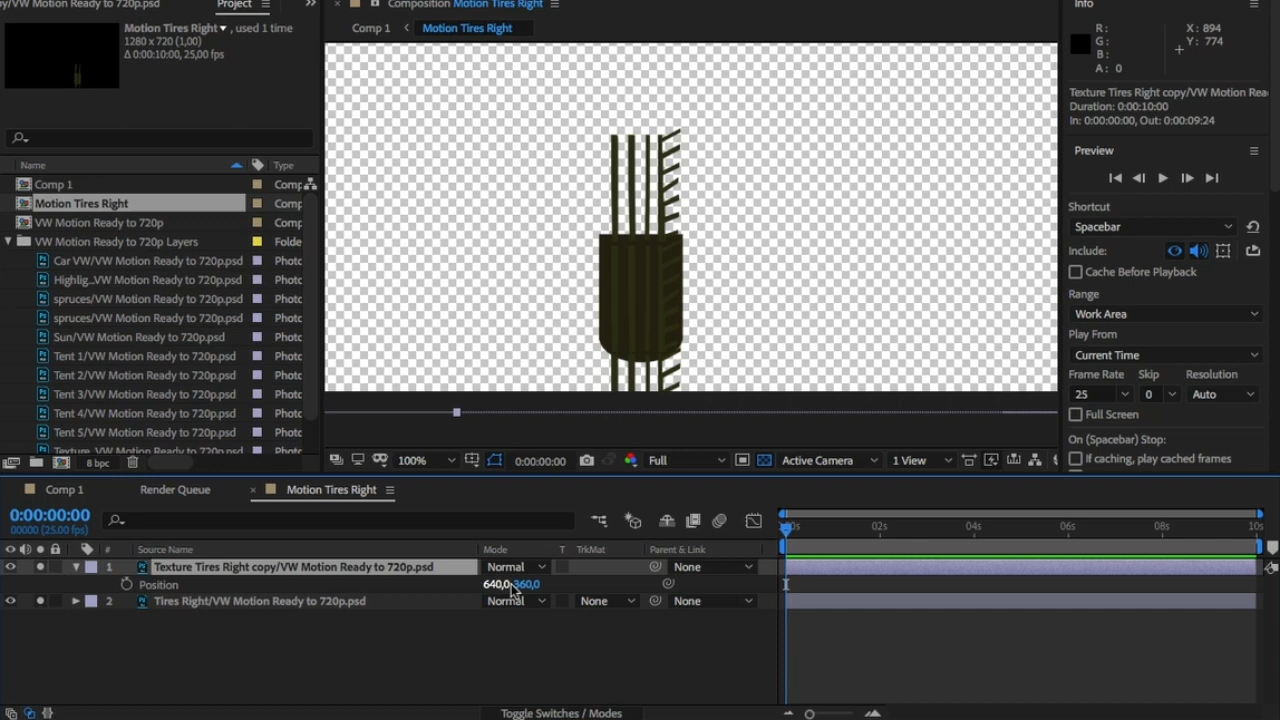 py/VW Motion Ready to 720p.psd
Project
Motion Tires Right , used 1 time
1280 x 720 (1,00)
Δ 0:00:10:00, 25,00 fps
Name
Type
Comp 1
Comp
Motion Tires Right
Comp
VW Motion Ready to 720p
Comp
VW Motion Ready to 720p Layers
Folde
Car VW/VW Motion Ready to 720p.psd
Photo
Highlig...VW Motion Ready to 720p.psd
Photo
spruces/VW Motion Ready to 720p.psd
Photo
spruces/VW Motion Ready to 720p.psd
Photo
Sun/VW Motion Ready to 720p.psd
Photo
Tent 1/VW Motion Ready to 720p.psd
Photo
Tent 2/VW Motion Ready to 720p.psd
Photo
Tent 3/VW Motion Ready to 720p.psd
Photo
Tent 4/VW Motion Ready to 720p.psd
Photo
Tent 5/VW Motion Ready to 720p.psd
Photo
Texture VW Motion Ready to 720p.psd
Photo
8 bpc
Composition Motion Tires Right
Comp 1
Motion Tires Right
100%
0:00:00:00
Full
Active Camera
1 View
Info
R:
X: 894
G:
Y: 774
B:
A: 0
Texture Tires Right copy/VW Motion Rea
Duration: 0:00:10:00
In: 0:00:00:00, Out: 0:00:09:24
Preview
Shortcut
Spacebar
Include:
Cache Before Playback
Range
Work Area
Play From
Current Time
Frame Rate
Skip
Resolution
25
0
Auto
Full Screen
On (Spacebar) Stop:
If caching, play cached frames
Comp 1
Render Queue
Motion Tires Right
0:00:00:00
00000 (25.00 fps)
00s
02s
04s
06s
08s
10s
#
Source Name
Mode
T
TrkMat
Parent & Link
1
Texture Tires Right copy/VW Motion Ready to 720p.psd
Normal
None
Position
640,0,360,0
2
Tires Right/VW Motion Ready to 720p.psd
Normal
None
None
Toggle Switches / Modes